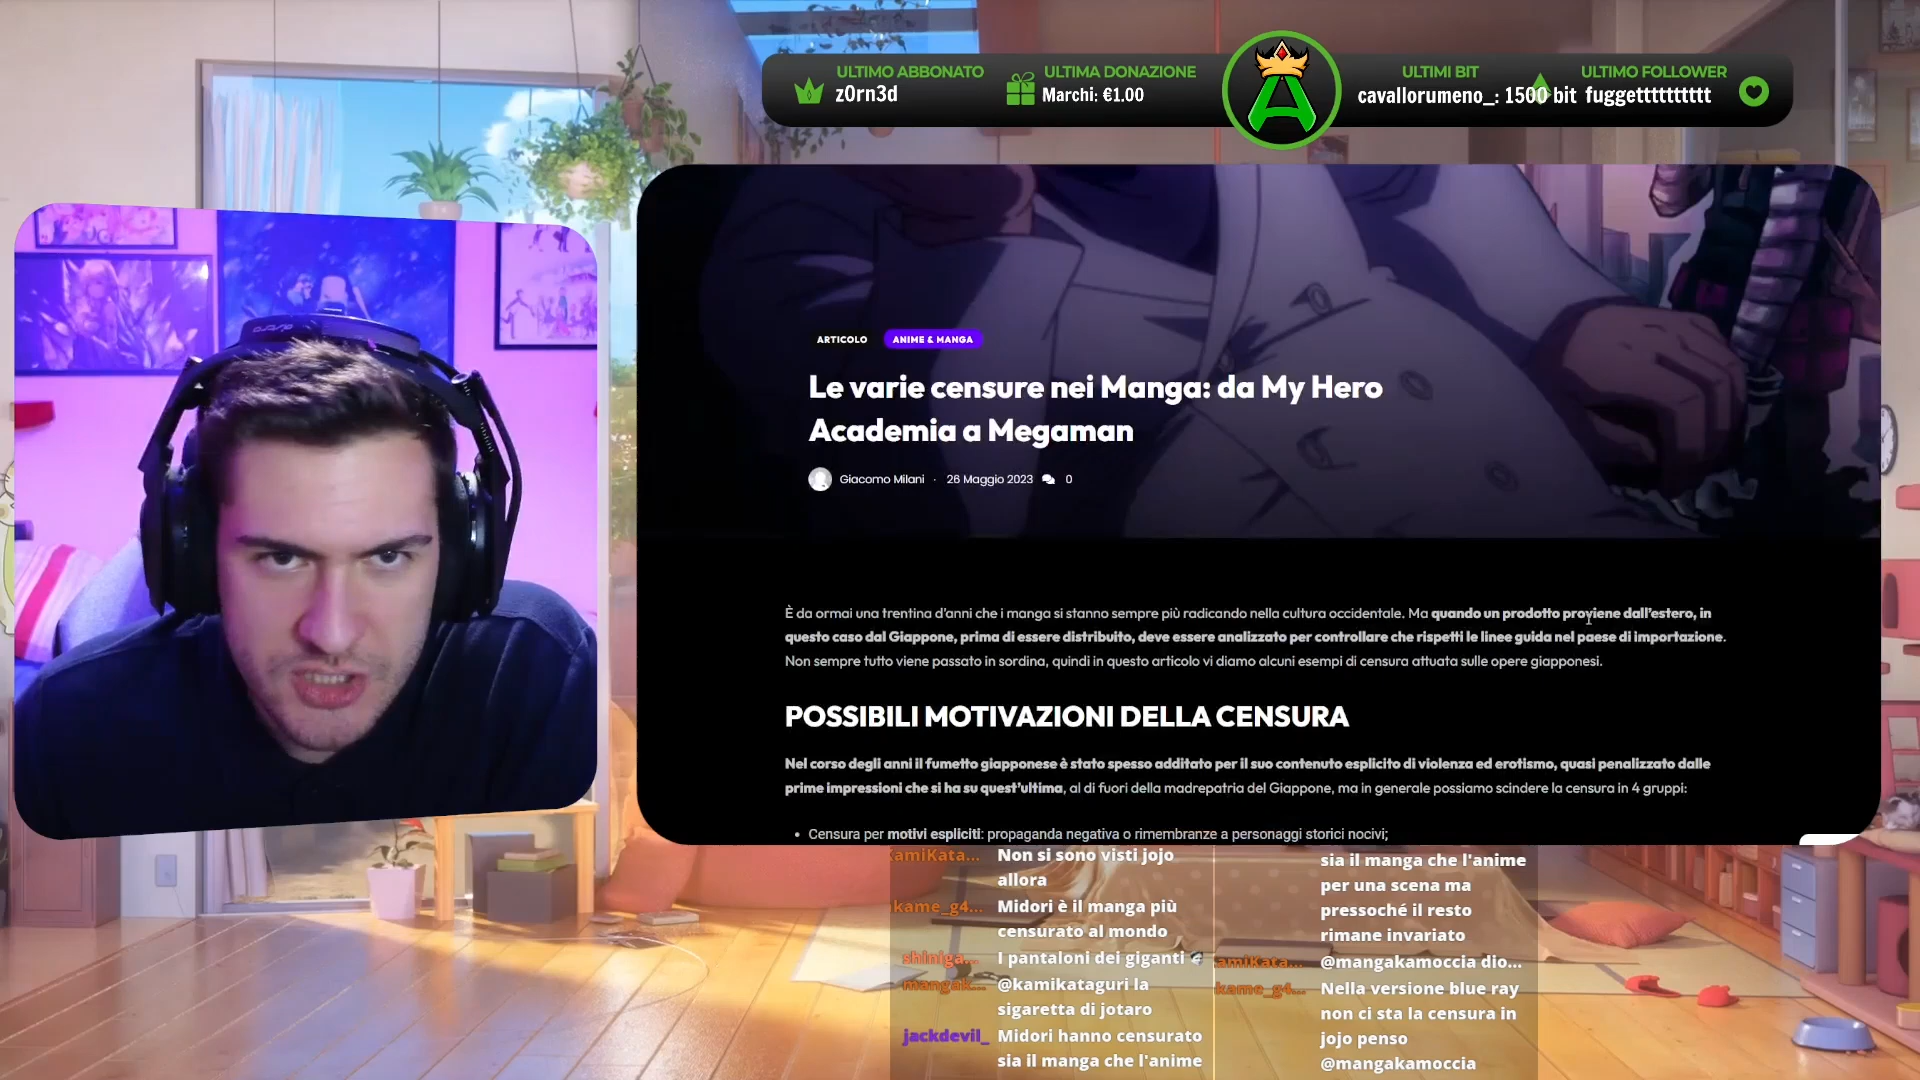 ULTIMO ABBONATO
z0rn3d
ULTIMA DONAZIONE
Marchi: €1.00
ULTIMI BIT
cavallorumeno_: 1500 bit
ULTIMO FOLLOWER
fuggetttttttttt
ARTICOLO
ANIME & MANGA
Le varie censure nei Manga: da My Hero
Academia a Megaman
Giacomo Milani · 26 Maggio 2023 0
È da ormai una trentina d'anni che i manga si stanno sempre più radicando nella cultura occidentale. Ma quando un prodotto proviene dall'estero, in
questo caso dal Giappone, prima di essere distribuito, deve essere analizzato per controllare che rispetti le linee guida nel paese di importazione.
Non sempre tutto viene passato in sordina, quindi in questo articolo vi diamo alcuni esempi di censura attuata sulle opere giapponesi.
POSSIBILI MOTIVAZIONI DELLA CENSURA
Nel corso degli anni il fumetto giapponese è stato spesso additato per il suo contenuto esplicito di violenza ed erotismo, quasi penalizzato dalle
prime impressioni che si ha su quest'ultima, al di fuori della madrepatria del Giappone, ma in generale possiamo scindere la censura in 4 gruppi:
• Censura per motivi espliciti: propaganda negativa o rimembranze a personaggi storici nocivi;
amiKata... Non si sono visti jojo
allora
kame_g4... Midori è il manga più
censurato al mondo
shiniga... I pantaloni dei giganti
mangak... @kamikataguri la
sigaretta di jotaro
jackdevil_ Midori hanno censurato
sia il manga che l'anime
sia il manga che l'anime
per una scena ma
pressoché il resto
rimane invariato
amiKata... @mangakamoccia dio...
kame_g4... Nella versione blue ray
non ci sta la censura in
jojo penso
@mangakamoccia